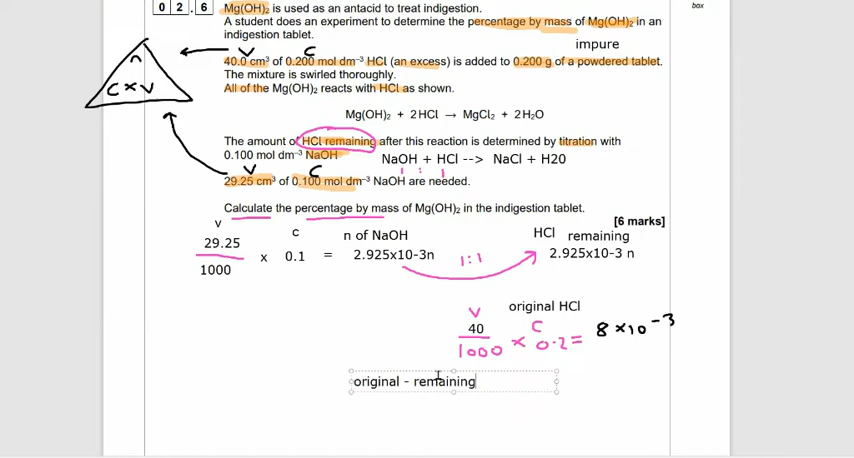 0 2 . 6 Mg(OH)₂ is used as an antacid to treat indigestion.
box
A student does an experiment to determine the percentage by mass of Mg(OH)₂ in an
indigestion tablet.
impure
V C
40.0 cm³ of 0.200 mol dm⁻³ HCl (an excess) is added to 0.200 g of a powdered tablet.
The mixture is swirled thoroughly.
All of the Mg(OH)₂ reacts with HCl as shown.
n
C x V
Mg(OH)₂ + 2HCl → MgCl₂ + 2H₂O
The amount of HCl remaining after this reaction is determined by titration with
0.100 mol dm⁻³ NaOH
NaOH + HCl --> NaCl + H20
V C 1 : 1
29.25 cm³ of 0.100 mol dm⁻³ NaOH are needed.
Calculate the percentage by mass of Mg(OH)₂ in the indigestion tablet.
[6 marks]
v
29.25
1000
x
c
0.1
=
n of NaOH
2.925x10-3n
1:1
HCl remaining
2.925x10-3 n
original HCl
V
40
1000
x
C
0.2 =
8 x10⁻³
original - remaining